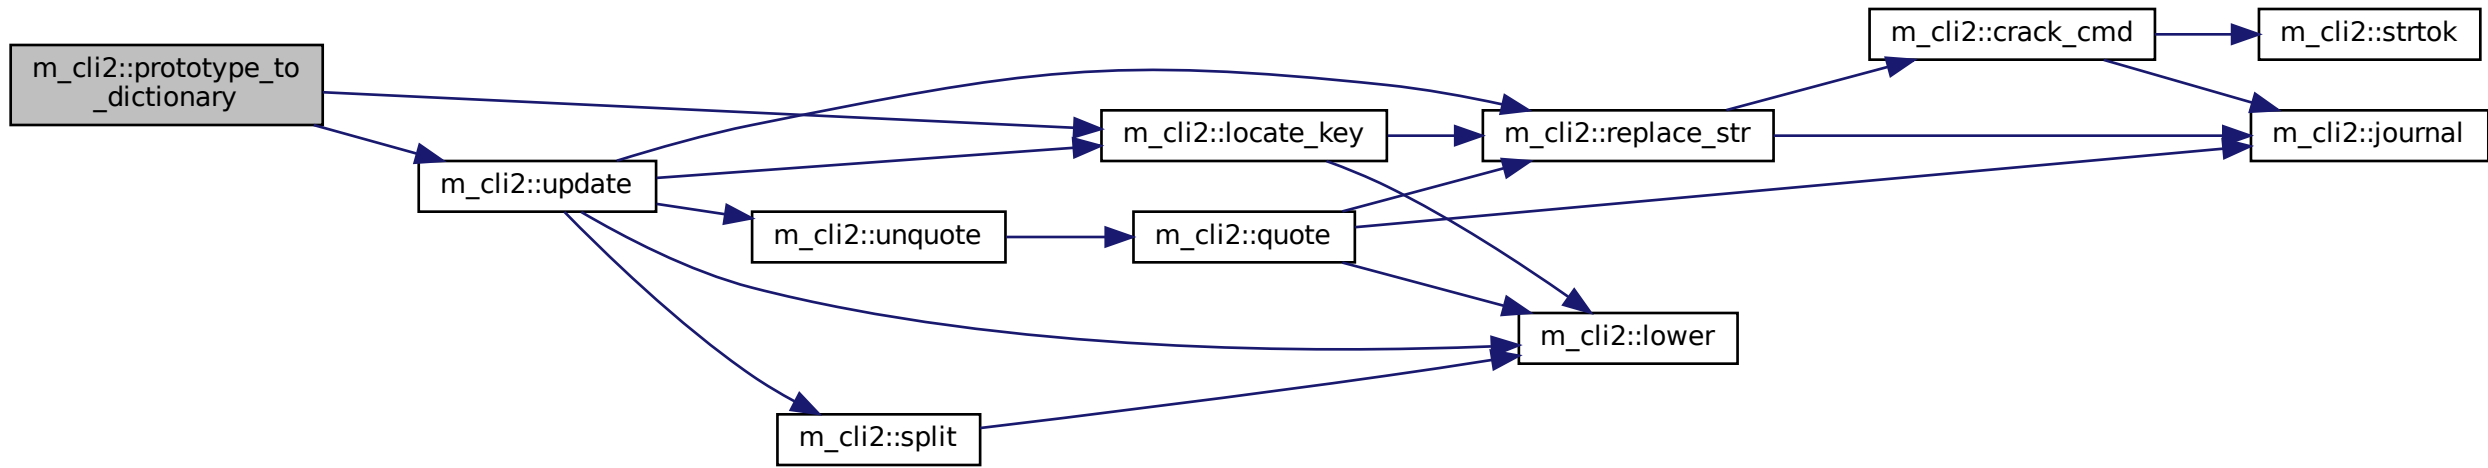 m_cli2::prototype_to
_dictionary
m_cli2::update
m_cli2::unquote
m_cli2::split
m_cli2::locate_key
m_cli2::quote
m_cli2::replace_str
m_cli2::lower
m_cli2::crack_cmd
m_cli2::strtok
m_cli2::journal